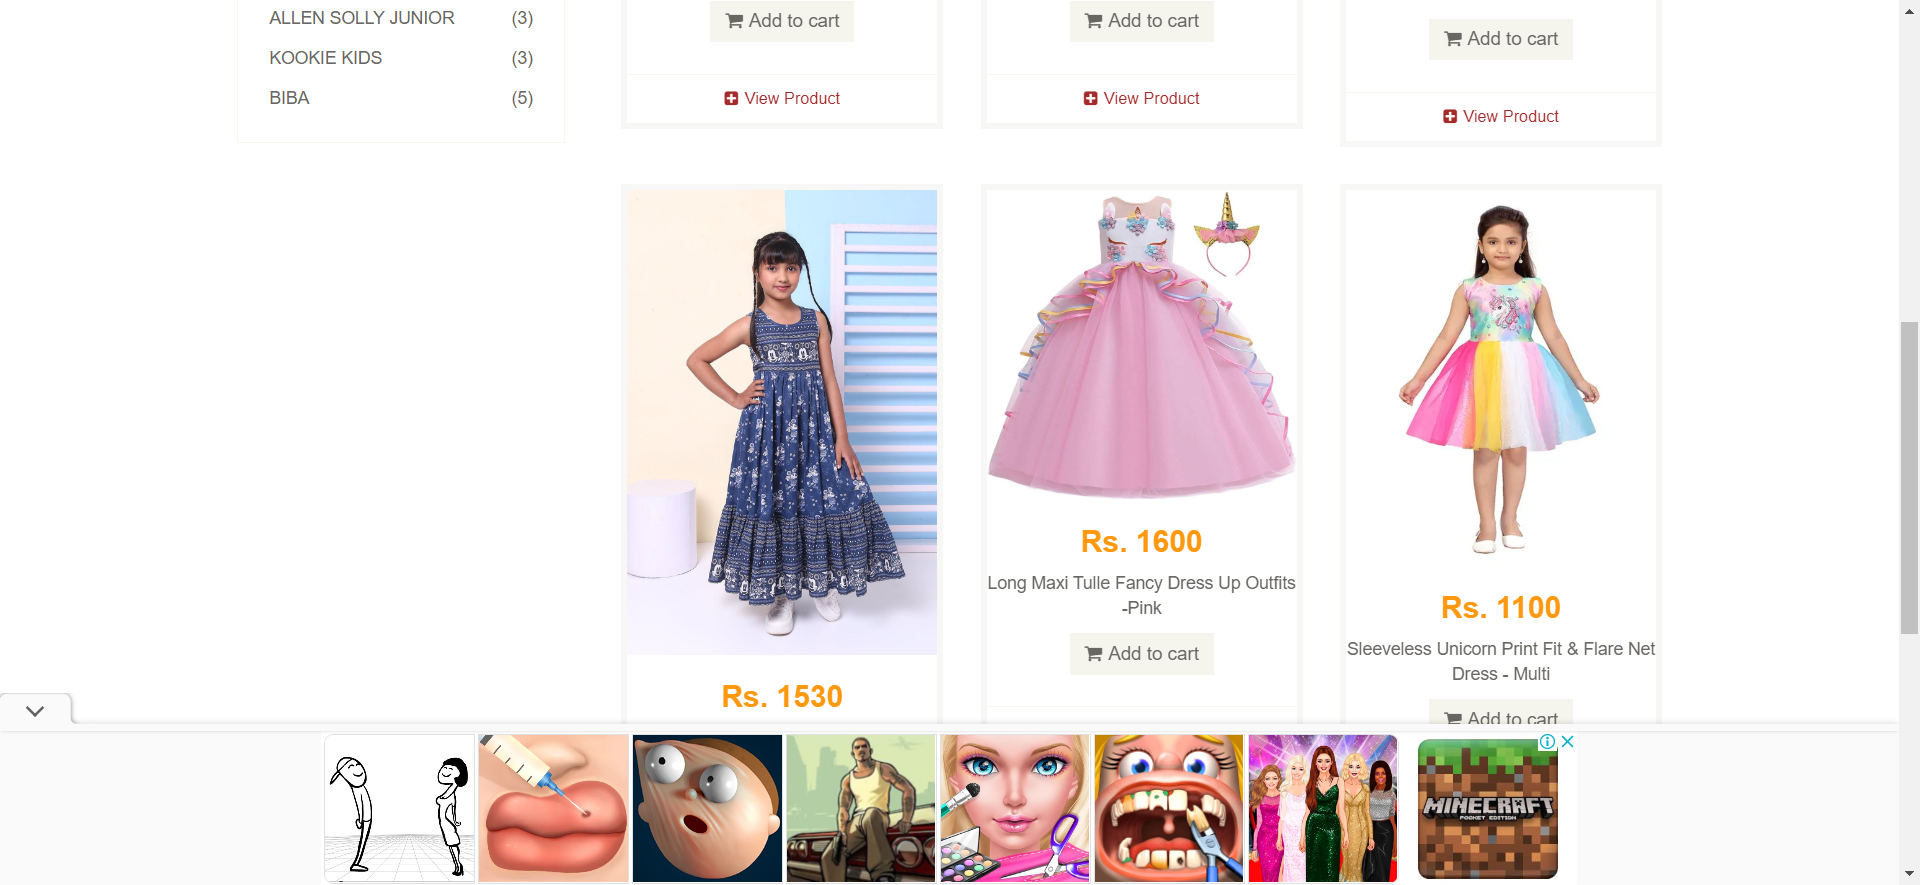 ALLEN SOLLY JUNIOR (3)
KOOKIE KIDS (3)
BIBA (5)
Add to cart
View Product
Add to cart
View Product
Add to cart
View Product
Rs. 1530
Rs. 1600
Long Maxi Tulle Fancy Dress Up Outfits
-Pink
Add to cart
Rs. 1100
Sleeveless Unicorn Print Fit & Flare Net
Dress - Multi
Add to cart
MINECRAFT
POCKET EDITION